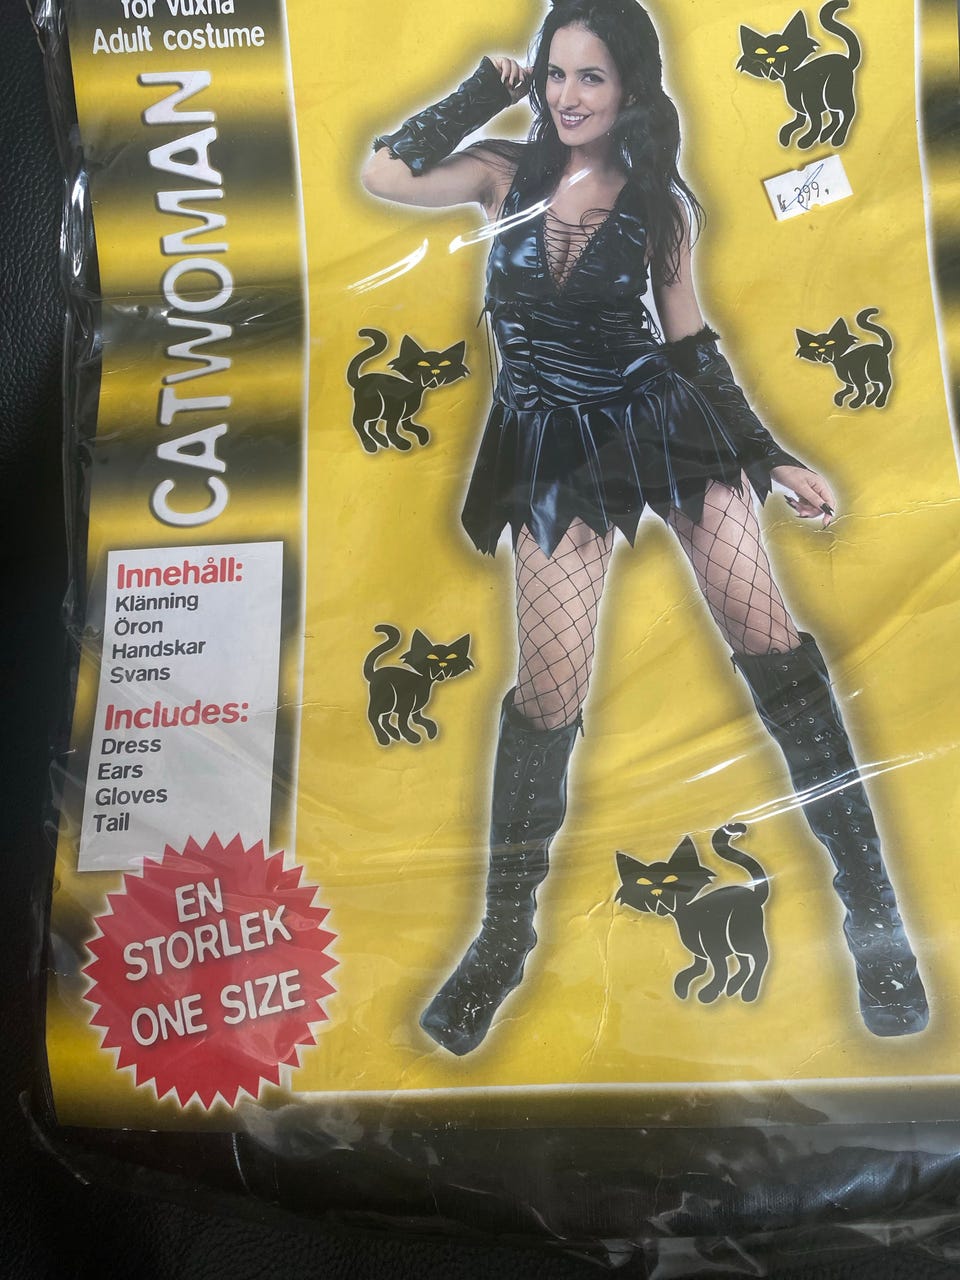 för vuxna
Adult costume
CATWOMAN
399,
Innehåll:
Klänning
Öron
Handskar
Svans
Includes:
Dress
Ears
Gloves
Tail
EN
STORLEK
ONE SIZE